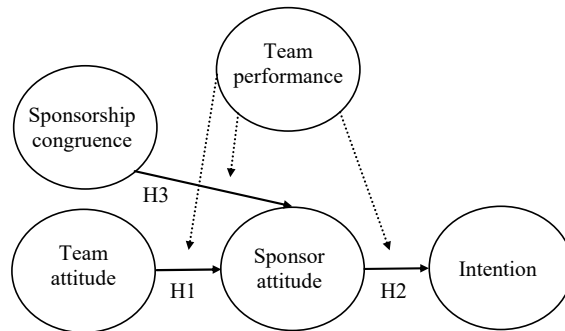 Team
performance
Sponsorship
congruence
H3
Team
attitude
H1
Sponsor
attitude
H2
Intention